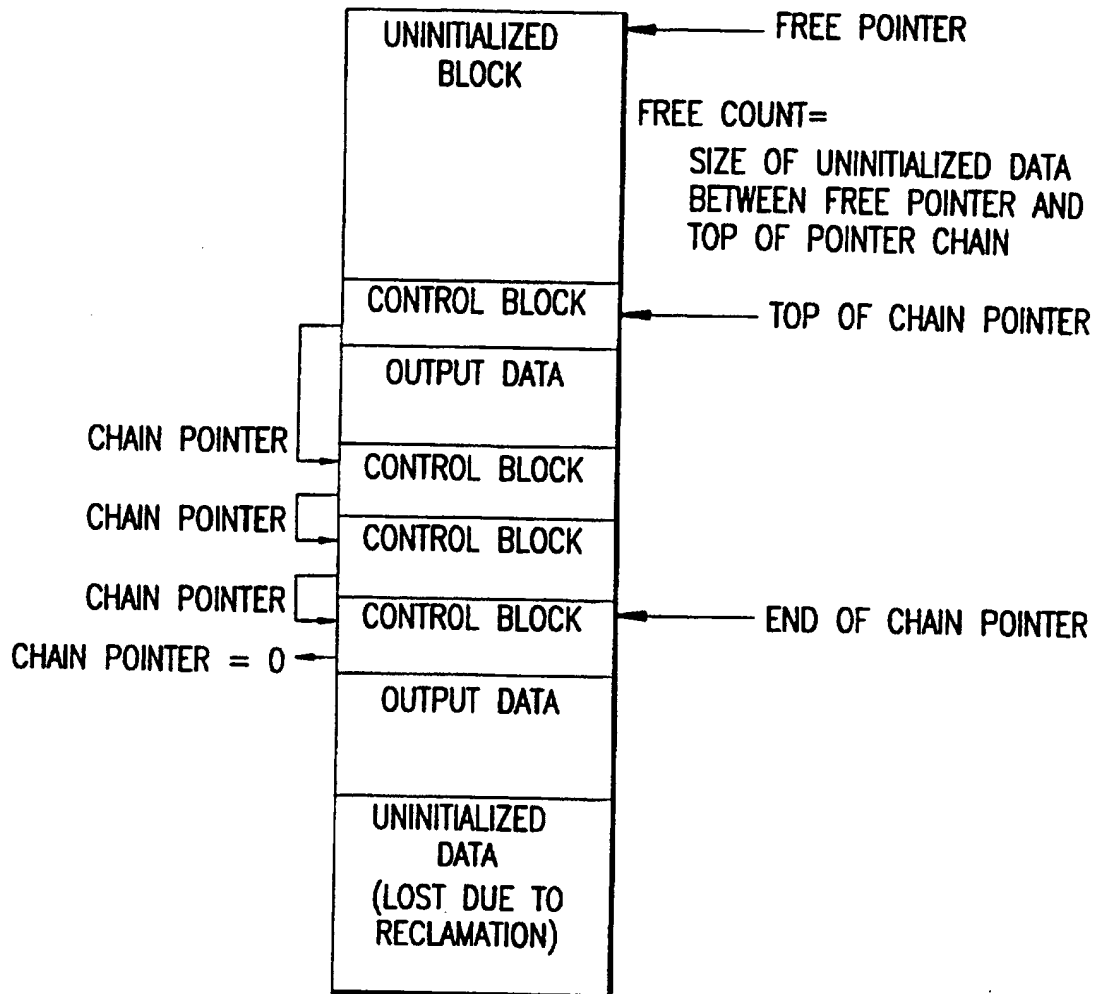 UNINITIALIZED
BLOCK
FREE POINTER
FREE COUNT=
SIZE OF UNINITIALIZED DATA
BETWEEN FREE POINTER AND
TOP OF POINTER CHAIN
CONTROL BLOCK
TOP OF CHAIN POINTER
OUTPUT DATA
CHAIN POINTER
CONTROL BLOCK
CHAIN POINTER
CONTROL BLOCK
CHAIN POINTER
CONTROL BLOCK
END OF CHAIN POINTER
CHAIN POINTER = 0
OUTPUT DATA
UNINITIALIZED
DATA
(LOST DUE TO
RECLAMATION)